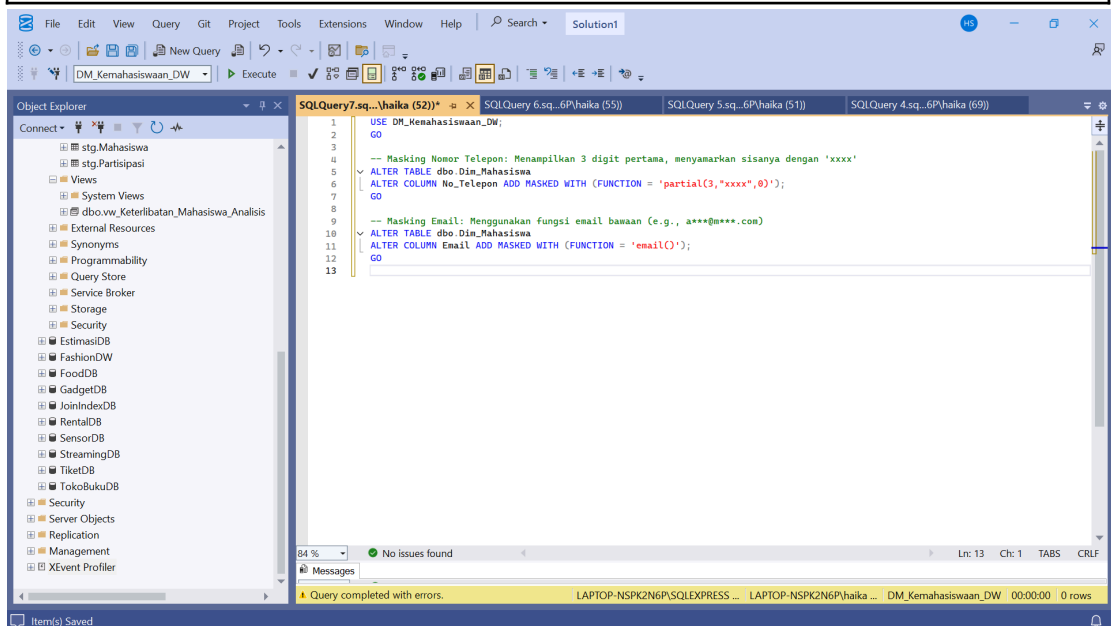 File Edit View Query Git Project Tools Extensions Window Help Search Solution1 HS
New Query
DM_Kemahasiswaan_DW Execute
Object Explorer
Connect
stg.Mahasiswa
stg.Partisipasi
Views
System Views
dbo.vw_Keterlibatan_Mahasiswa_Analisis
External Resources
Synonyms
Programmability
Query Store
Service Broker
Storage
Security
EstimasiDB
FashionDW
FoodDB
GadgetDB
JoinIndexDB
RentalDB
SensorDB
StreamingDB
TiketDB
TokoBukuDB
Security
Server Objects
Replication
Management
XEvent Profiler
SQLQuery7.sq...\haika (52))* SQLQuery 6.sq...6P\haika (55)) SQLQuery 5.sq...6P\haika (51)) SQLQuery 4.sq...6P\haika (69))
1 USE DM_Kemahasiswaan_DW;
2 GO
3
4 -- Masking Nomor Telepon: Menampilkan 3 digit pertama, menyamarkan sisanya dengan 'xxxx'
5 ALTER TABLE dbo.Dim_Mahasiswa
6 ALTER COLUMN No_Telepon ADD MASKED WITH (FUNCTION = 'partial(3,"xxxx",0)');
7 GO
8
9 -- Masking Email: Menggunakan fungsi email bawaan (e.g., a***@m***.com)
10 ALTER TABLE dbo.Dim_Mahasiswa
11 ALTER COLUMN Email ADD MASKED WITH (FUNCTION = 'email()');
12 GO
13
84 % No issues found Ln: 13 Ch: 1 TABS CRLF
Messages
Query completed with errors. LAPTOP-NSPK2N6P\SQLEXPRESS ... LAPTOP-NSPK2N6P\haika ... DM_Kemahasiswaan_DW 00:00:00 0 rows
Item(s) Saved